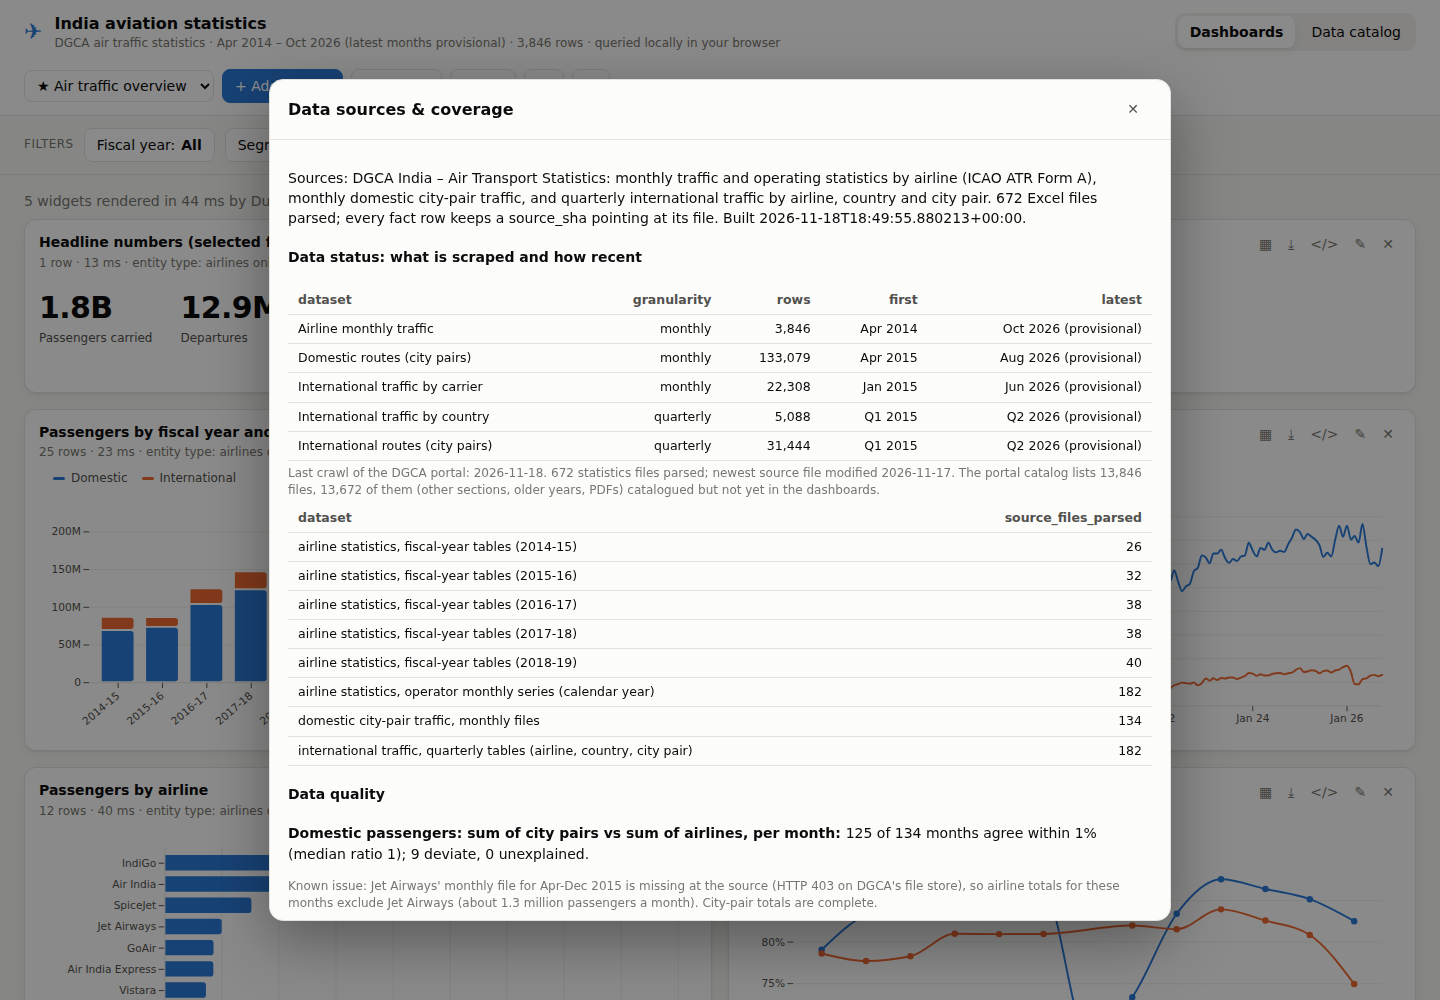 India aviation statistics
DGCA air traffic statistics · Apr 2014 – Oct 2026 (latest months provisional) · 3,846 rows · queried locally in your browser
Dashboards Data catalog
★ Air traffic overview + Ad
FILTERS Fiscal year: All Segr
5 widgets rendered in 44 ms by Du
Headline numbers (selected
1 row · 13 ms · entity type: airlines on
1.8B 12.9M
Passengers carried Departures
Passengers by fiscal year and
25 rows · 23 ms · entity type: airlines
Domestic International
200M
150M
100M
50M
0
2014-15 2015-16 2016-17 2017-18
Passengers by airline
12 rows · 40 ms · entity type: airlines
IndiGo
Air India
SpiceJet
Jet Airways
GoAir
Air India Express
Vistara
Data sources & coverage ✕
Sources: DGCA India – Air Transport Statistics: monthly traffic and operating statistics by airline (ICAO ATR Form A),
monthly domestic city-pair traffic, and quarterly international traffic by airline, country and city pair. 672 Excel files
parsed; every fact row keeps a source_sha pointing at its file. Built 2026-11-18T18:49:55.880213+00:00.
Data status: what is scraped and how recent
dataset granularity rows first latest
Airline monthly traffic monthly 3,846 Apr 2014 Oct 2026 (provisional)
Domestic routes (city pairs) monthly 133,079 Apr 2015 Aug 2026 (provisional)
International traffic by carrier monthly 22,308 Jan 2015 Jun 2026 (provisional)
International traffic by country quarterly 5,088 Q1 2015 Q2 2026 (provisional)
International routes (city pairs) quarterly 31,444 Q1 2015 Q2 2026 (provisional)
Last crawl of the DGCA portal: 2026-11-18. 672 statistics files parsed; newest source file modified 2026-11-17. The portal catalog lists 13,846
files, 13,672 of them (other sections, older years, PDFs) catalogued but not yet in the dashboards.
dataset source_files_parsed
airline statistics, fiscal-year tables (2014-15) 26
airline statistics, fiscal-year tables (2015-16) 32
airline statistics, fiscal-year tables (2016-17) 38
airline statistics, fiscal-year tables (2017-18) 38
airline statistics, fiscal-year tables (2018-19) 40
airline statistics, operator monthly series (calendar year) 182
domestic city-pair traffic, monthly files 134
international traffic, quarterly tables (airline, country, city pair) 182
Data quality
Domestic passengers: sum of city pairs vs sum of airlines, per month: 125 of 134 months agree within 1%
(median ratio 1); 9 deviate, 0 unexplained.
Known issue: Jet Airways' monthly file for Apr-Dec 2015 is missing at the source (HTTP 403 on DGCA's file store), so airline totals for these
months exclude Jet Airways (about 1.3 million passengers a month). City-pair totals are complete.
</> ✕
</> ✕
2 Jan 24 Jan 26
</> ✕
80%
75%